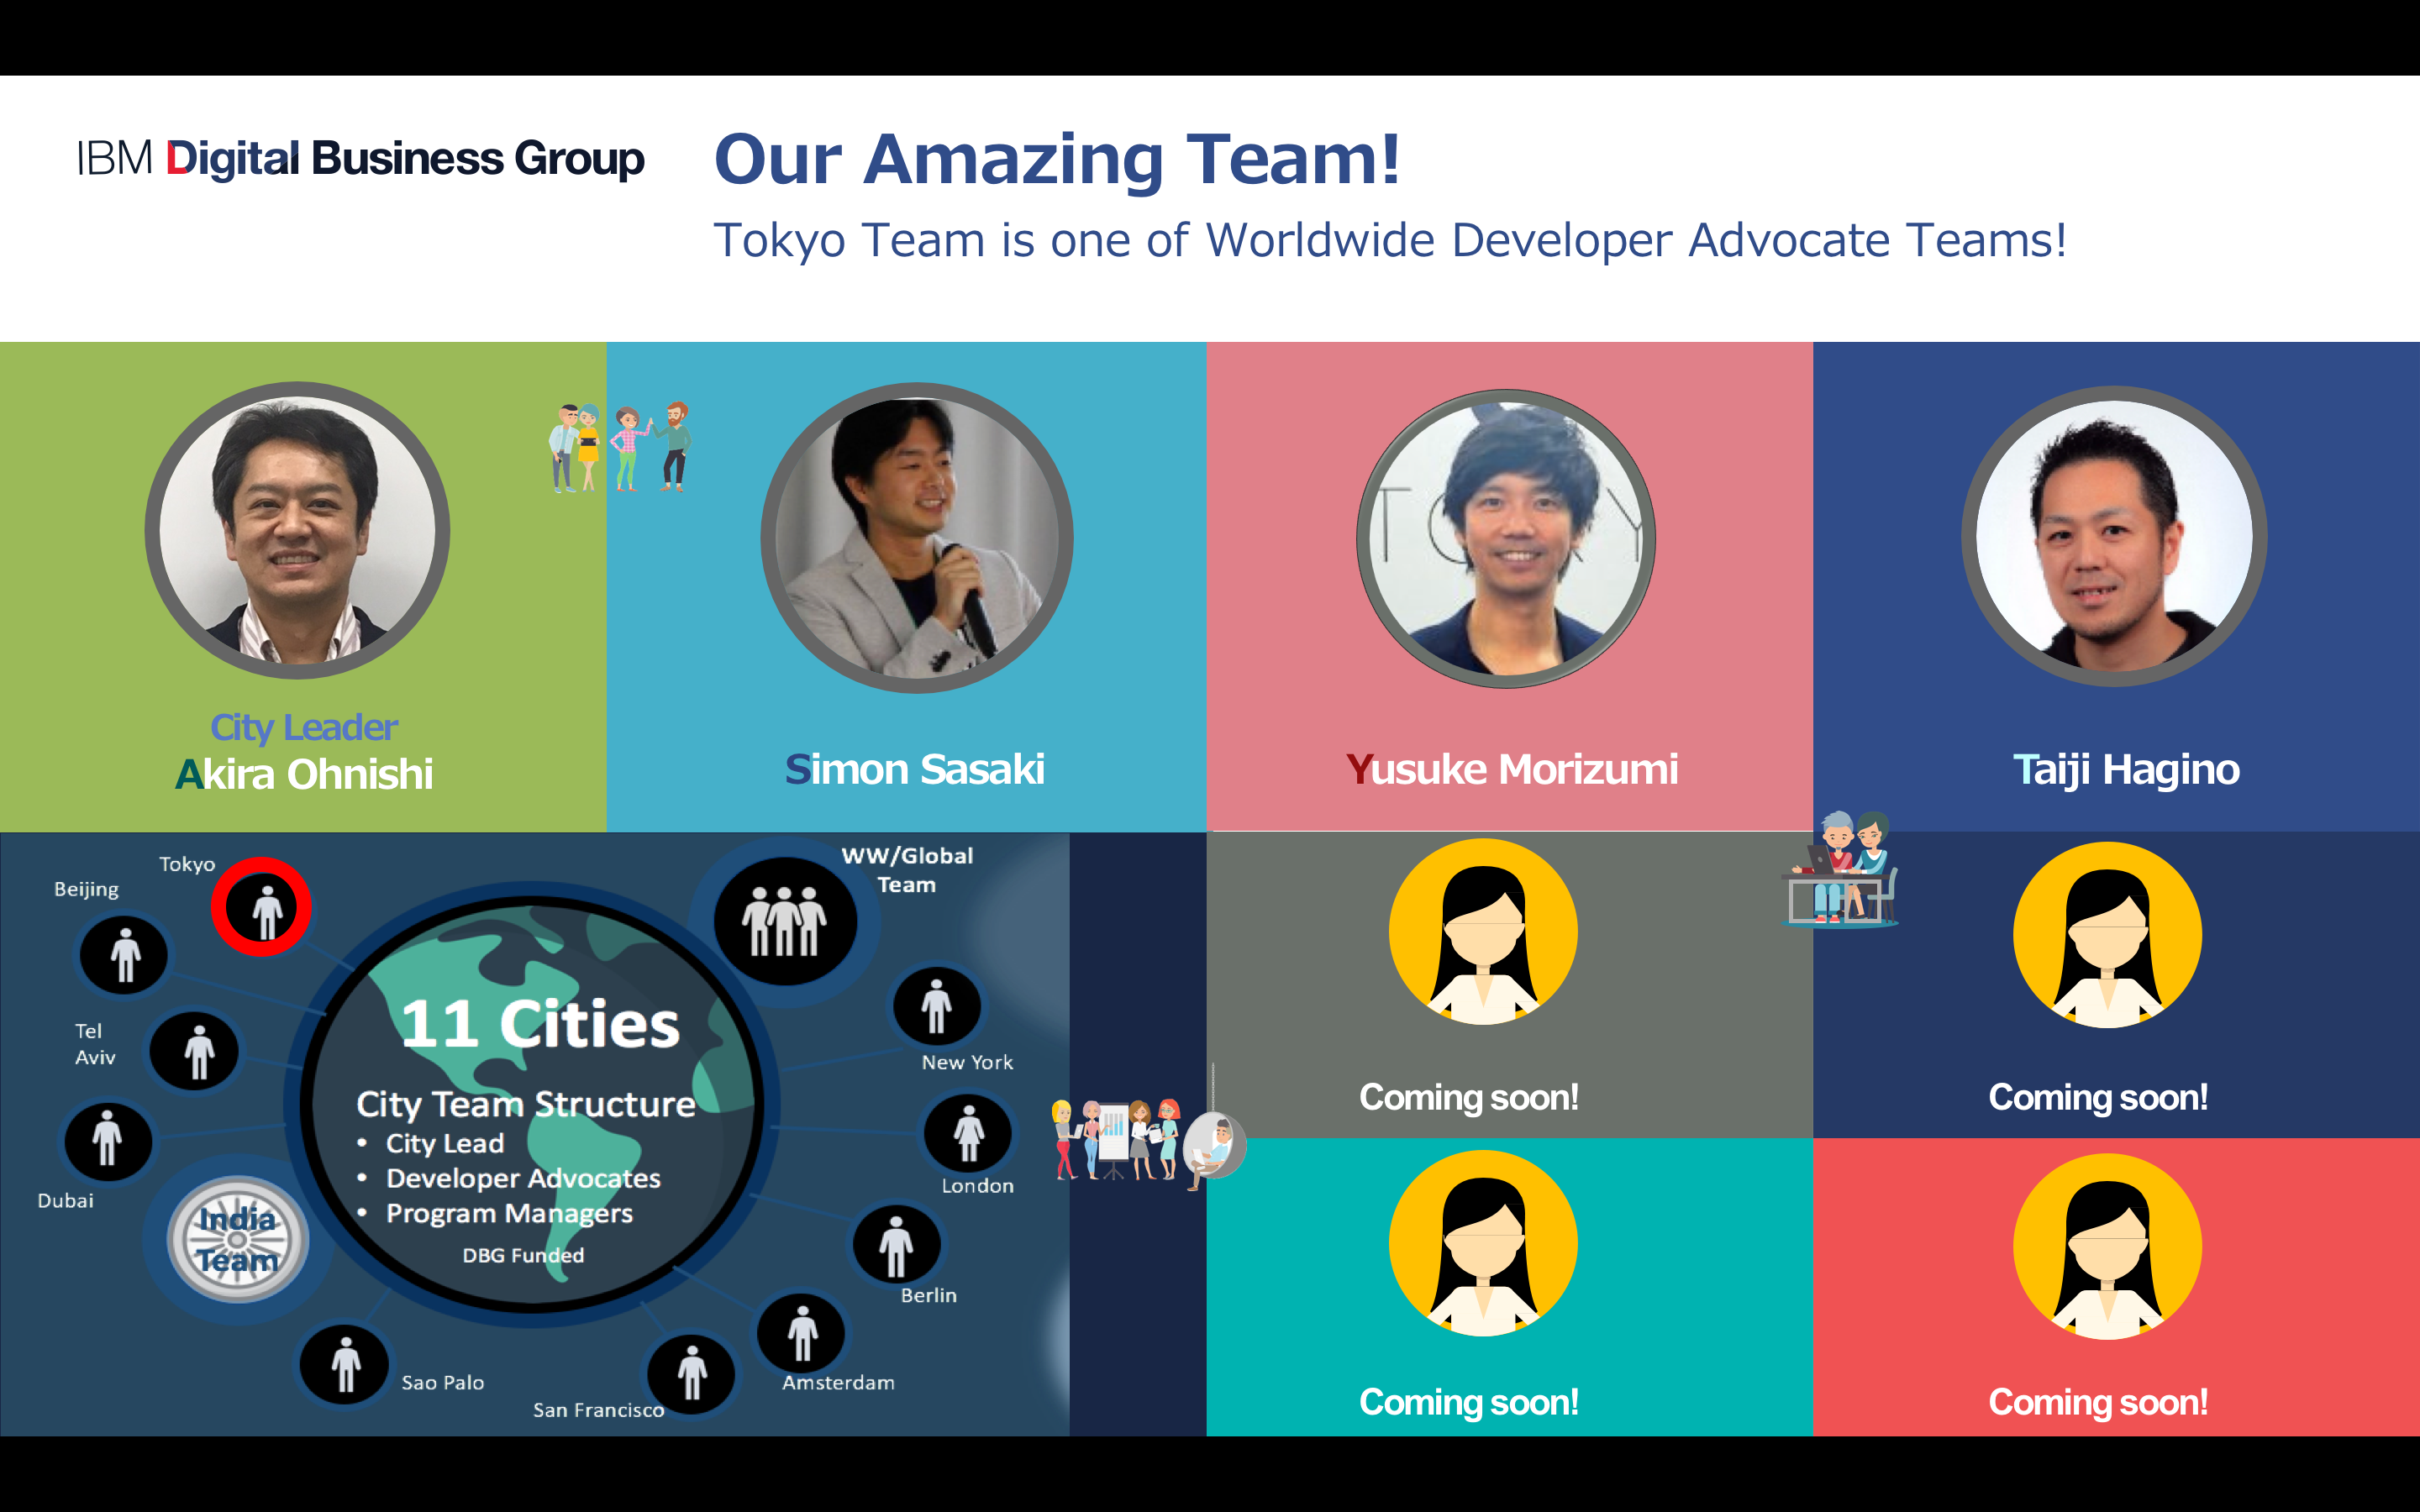 IBM Digital Business Group
Our Amazing Team!
Tokyo Team is one of Worldwide Developer Advocate Teams!
TOKY
City Leader
Akira Ohnishi
Simon Sasaki
Yusuke Morizumi
Taiji Hagino
Tokyo
Beijing
Tel
Aviv
Dubai
India
Team
Sao Palo
San Francisco
Amsterdam
Berlin
London
New York
WW/Global
Team
11 Cities
City Team Structure
• City Lead
• Developer Advocates
• Program Managers
DBG Funded
Coming soon!
Coming soon!
Coming soon!
Coming soon!